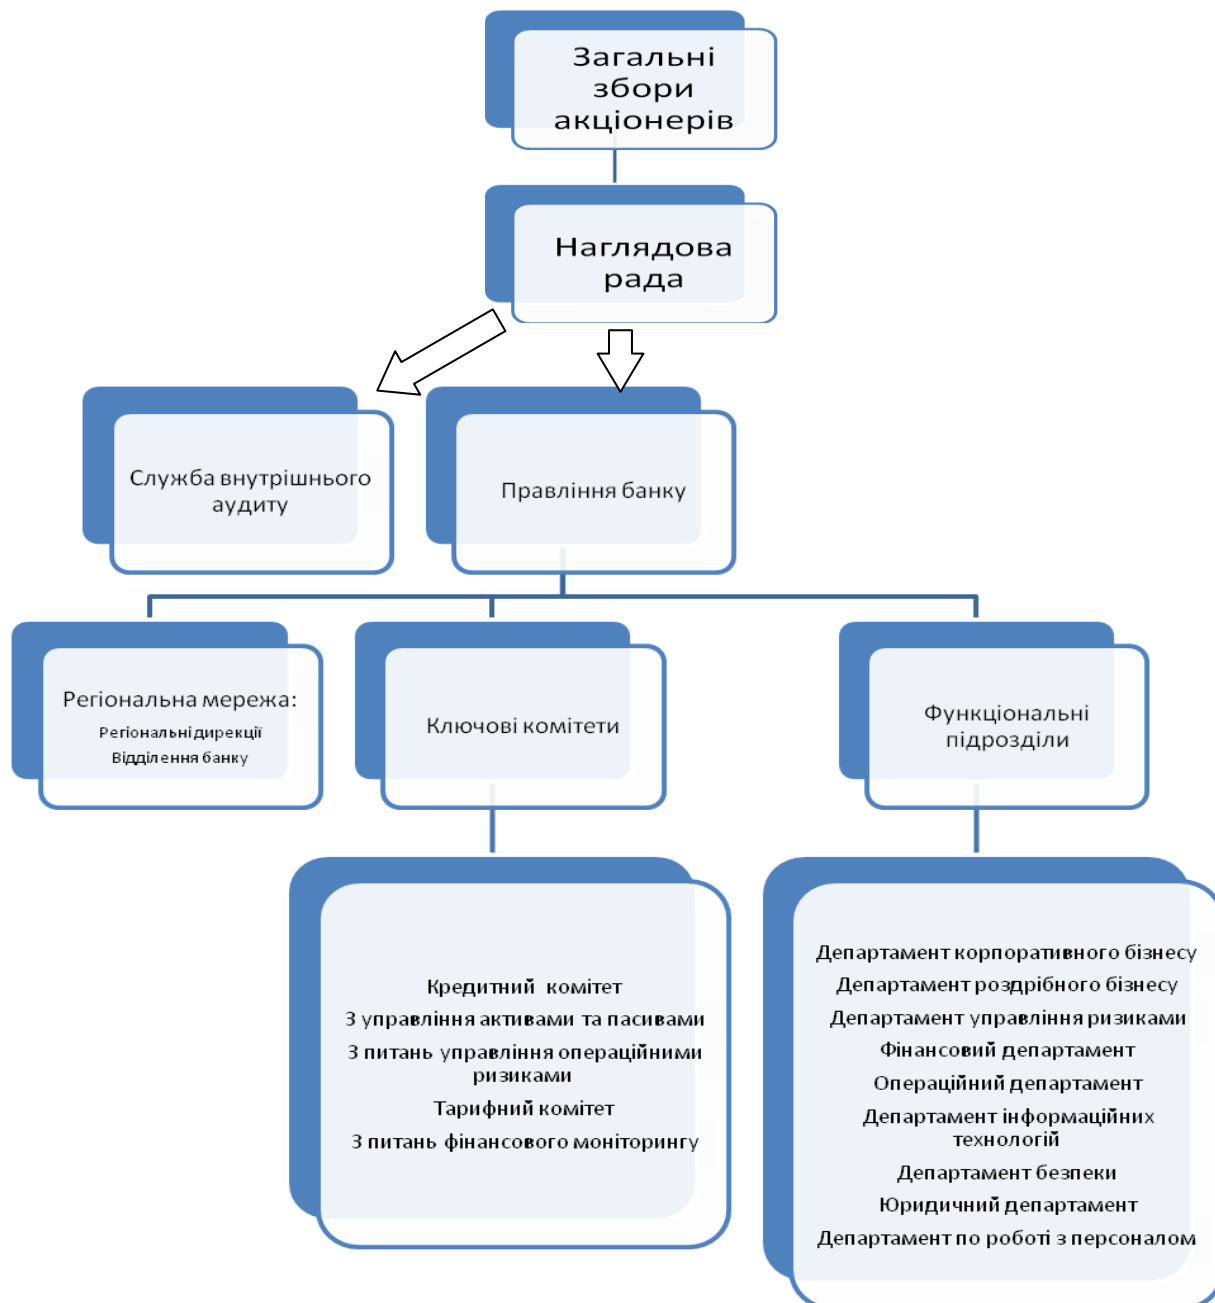 Загальні
збори
акціонерів
Наглядова
рада
Служба внутрішнього
аудиту
Правління банку
Регіональна мережа:
Регіональні дирекції
Відділення банку
Ключові комітети
Функціональні
підрозділи
Кредитний комітет
З управління активами та пасивами
З питань управління операційними
ризиками
Тарифний комітет
З питань фінансового моніторингу
Департамент корпоративного бізнесу
Департамент роздрібного бізнесу
Департамент управління ризиками
Фінансовий департамент
Операційний департамент
Департамент інформаційних
технологій
Департамент безпеки
Юридичний департамент
Департамент по роботі з персоналом